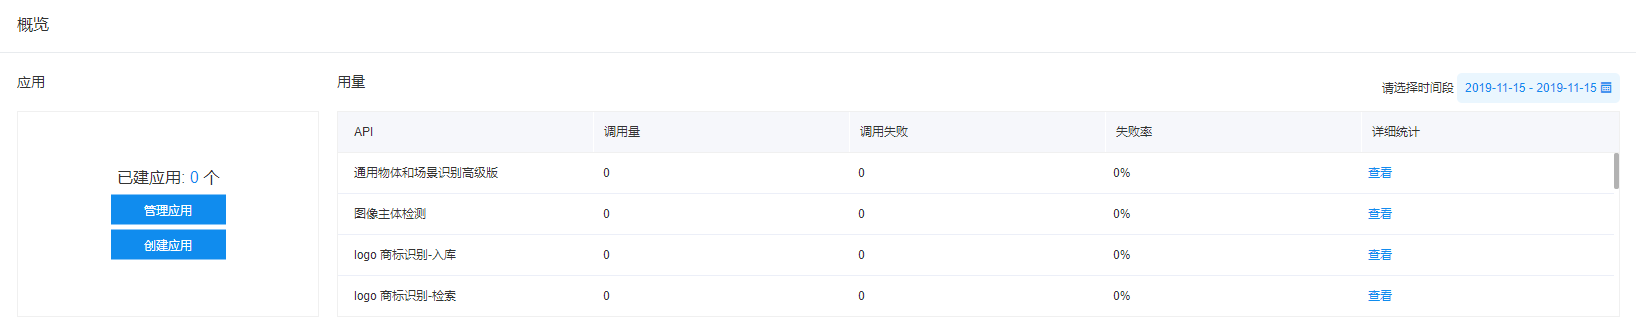 概览
应用
用量
请选择时间段 2019-11-15 - 2019-11-15
已建应用: 0 个
管理应用
创建应用
API 调用量 调用失败 失败率 详细统计
通用物体和场景识别高级版 0 0 0% 查看
图像主体检测 0 0 0% 查看
logo 商标识别-入库 0 0 0% 查看
logo 商标识别-检索 0 0 0% 查看